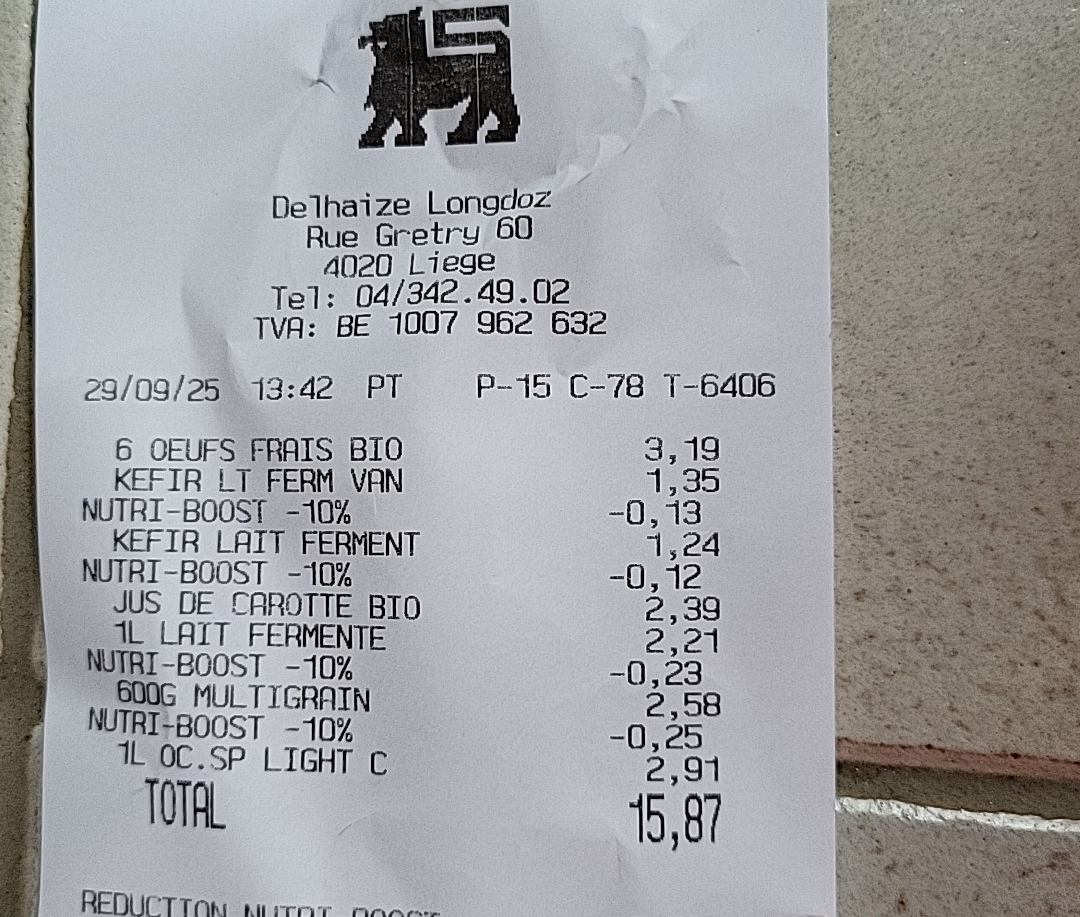 Delhaize Longdoz
Rue Gretry 60
4020 Liege
Tel: 04/342.49.02
TVA: BE 1007 962 632
29/09/25 13:42 PT P-15 C-78 T-6406
6 OEUFS FRAIS BIO 3,19
KEFIR LT FERM VAN 1,35
NUTRI-BOOST -10% -0,13
KEFIR LAIT FERMENT 1,24
NUTRI-BOOST -10% -0,12
JUS DE CAROTTE BIO 2,39
1L LAIT FERMENTE 2,21
NUTRI-BOOST -10% -0,23
600G MULTIGRAIN 2,58
NUTRI-BOOST -10% -0,25
1L OC.SP LIGHT C 2,91
TOTAL 15,87
REDUCTION NUTRI BOOST